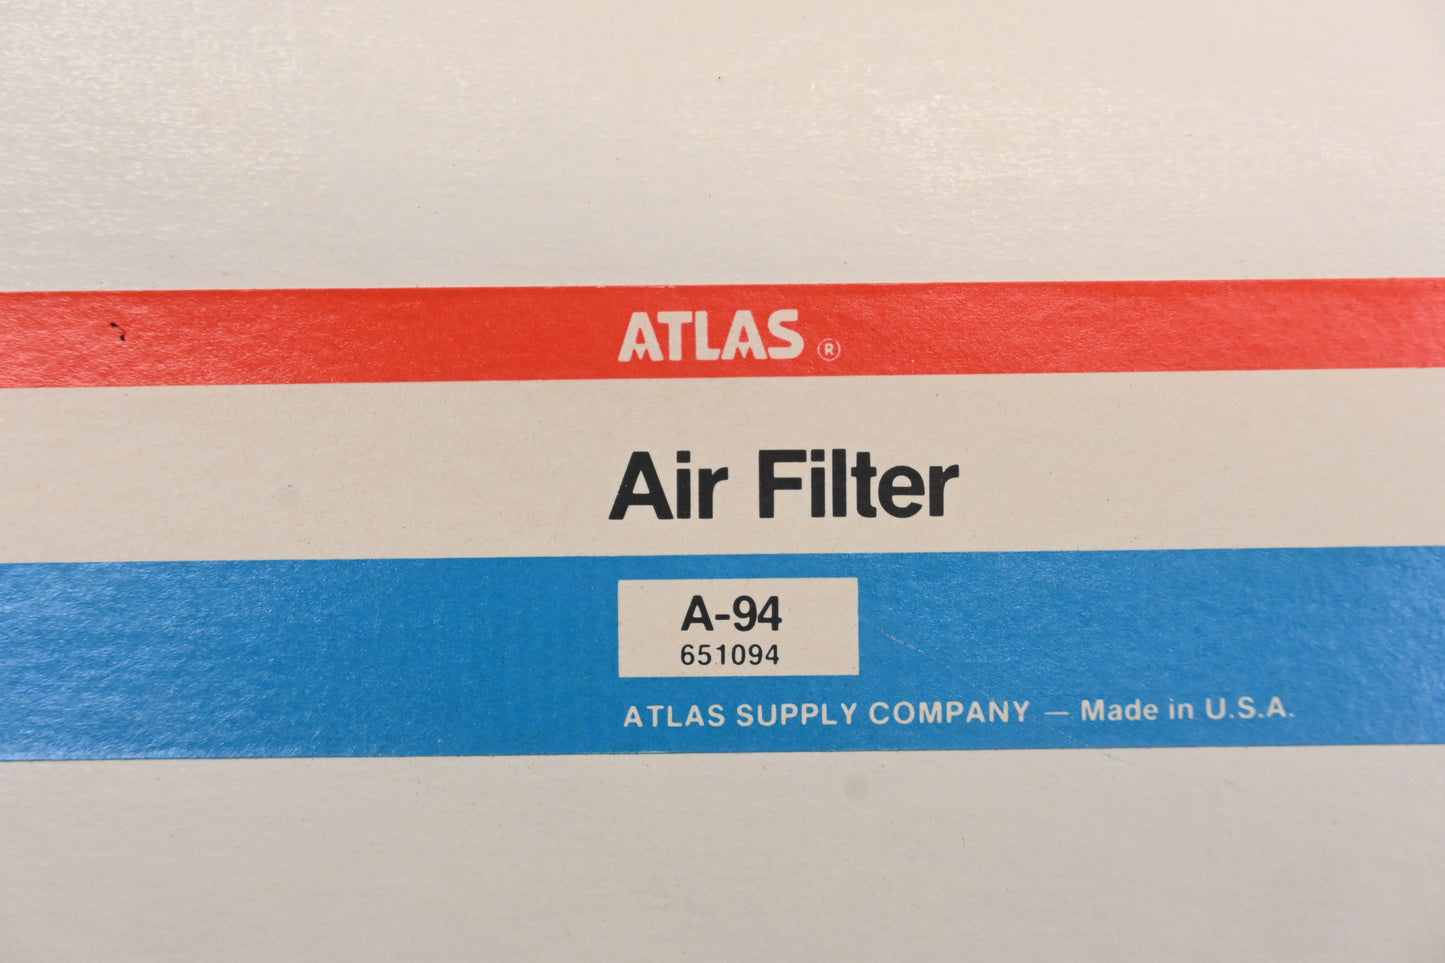 ATLAS ®
Air Filter
A-94
651094
ATLAS SUPPLY COMPANY — Made in U.S.A.